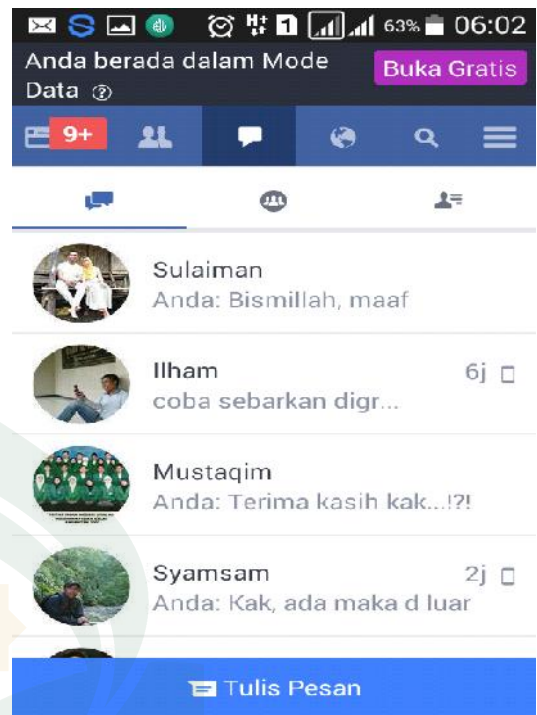 63% 06:02
Anda berada dalam Mode
Data ?
Buka Gratis
9+
Sulaiman
Anda: Bismillah, maaf
Ilham 6j
coba sebarkan digr...
Mustaqim
Anda: Terima kasih kak...!?!
Syamsam 2j
Anda: Kak, ada maka d luar
Tulis Pesan